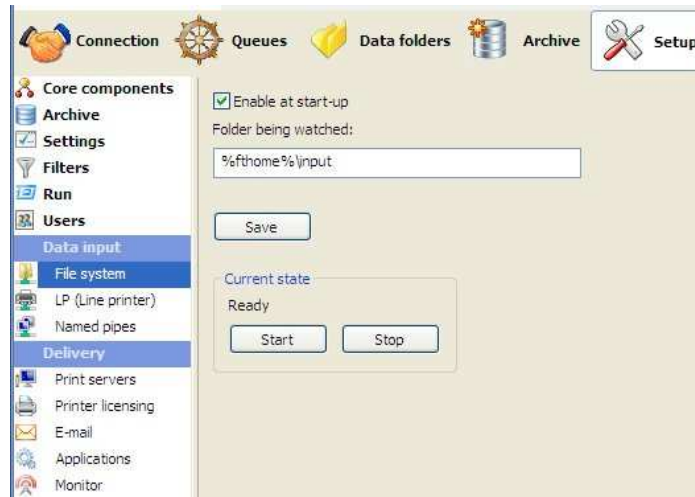 Connection
Queues
Data folders
Archive
Setup
Core components
Archive
Settings
Filters
Run
Users
Data input
File system
LP (Line printer)
Named pipes
Delivery
Print servers
Printer licensing
E-mail
Applications
Monitor
Enable at start-up
Folder being watched:
%fthome%\input
Save
Current state
Ready
Start
Stop